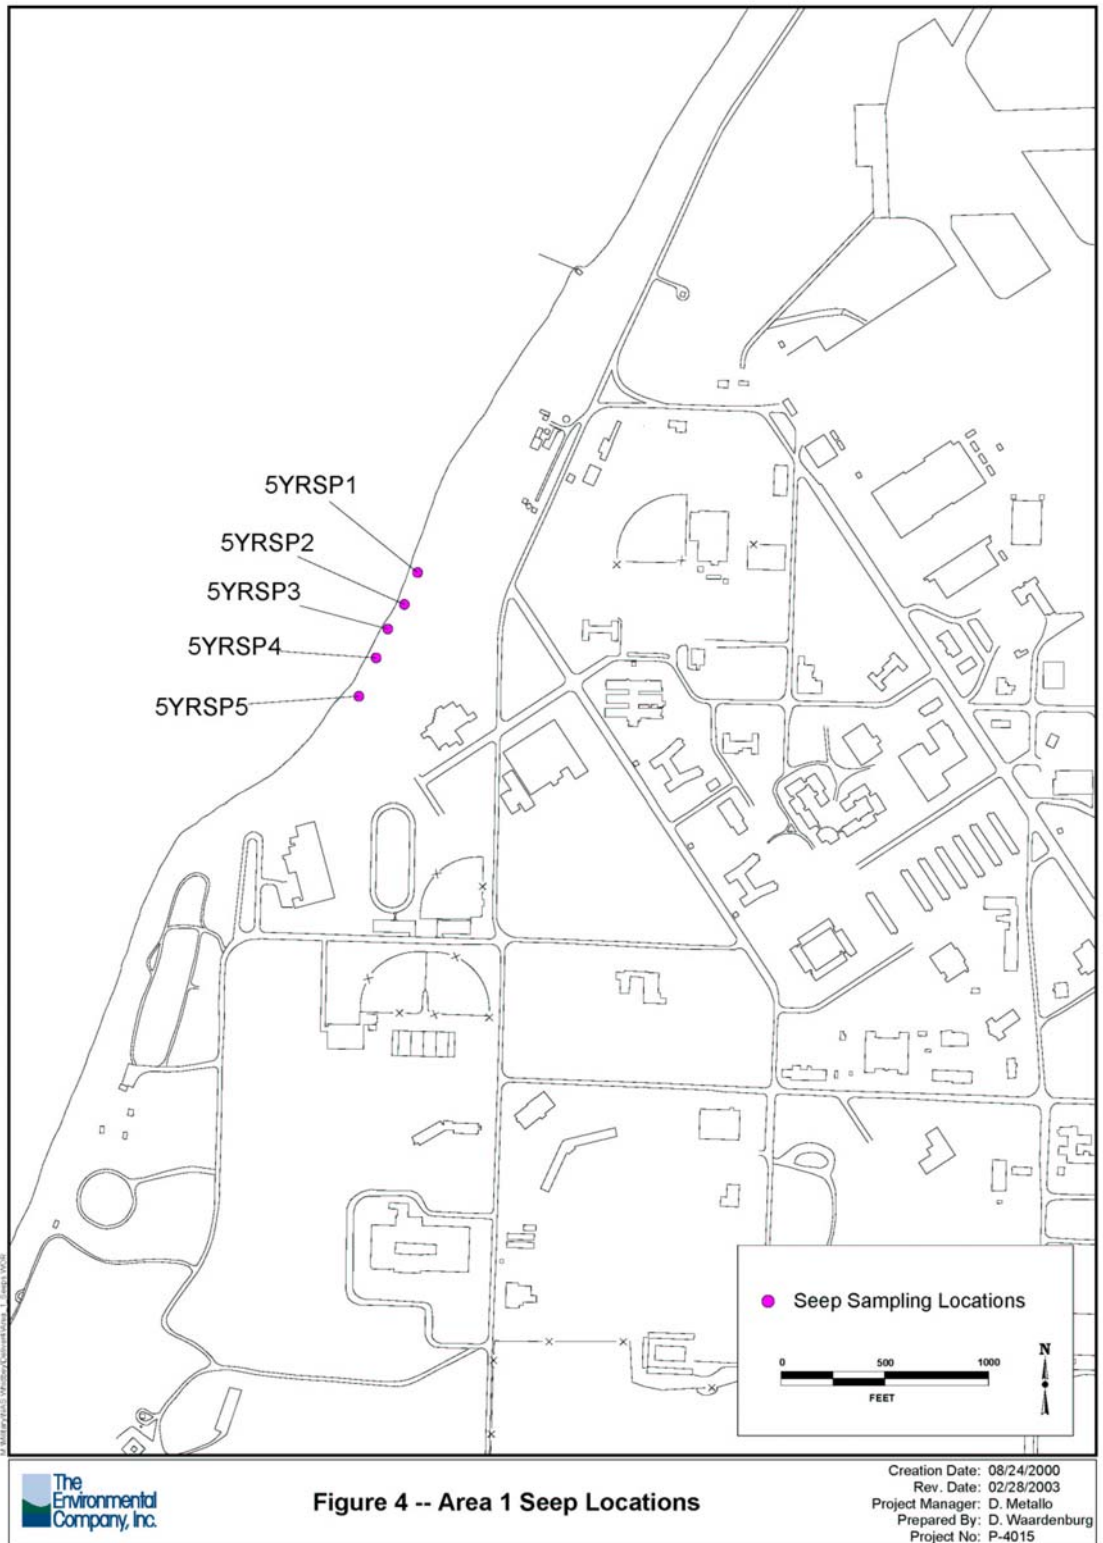 5YRSP1
5YRSP2
5YRSP3
5YRSP4
5YRSP5
Seep Sampling Locations
N
0 500 1000
FEET
The
Environmental
Company, Inc.
Figure 4 -- Area 1 Seep Locations
Creation Date: 08/24/2000
Rev. Date: 02/28/2003
Project Manager: D. Metallo
Prepared By: D. Waardenburg
Project No: P-4015